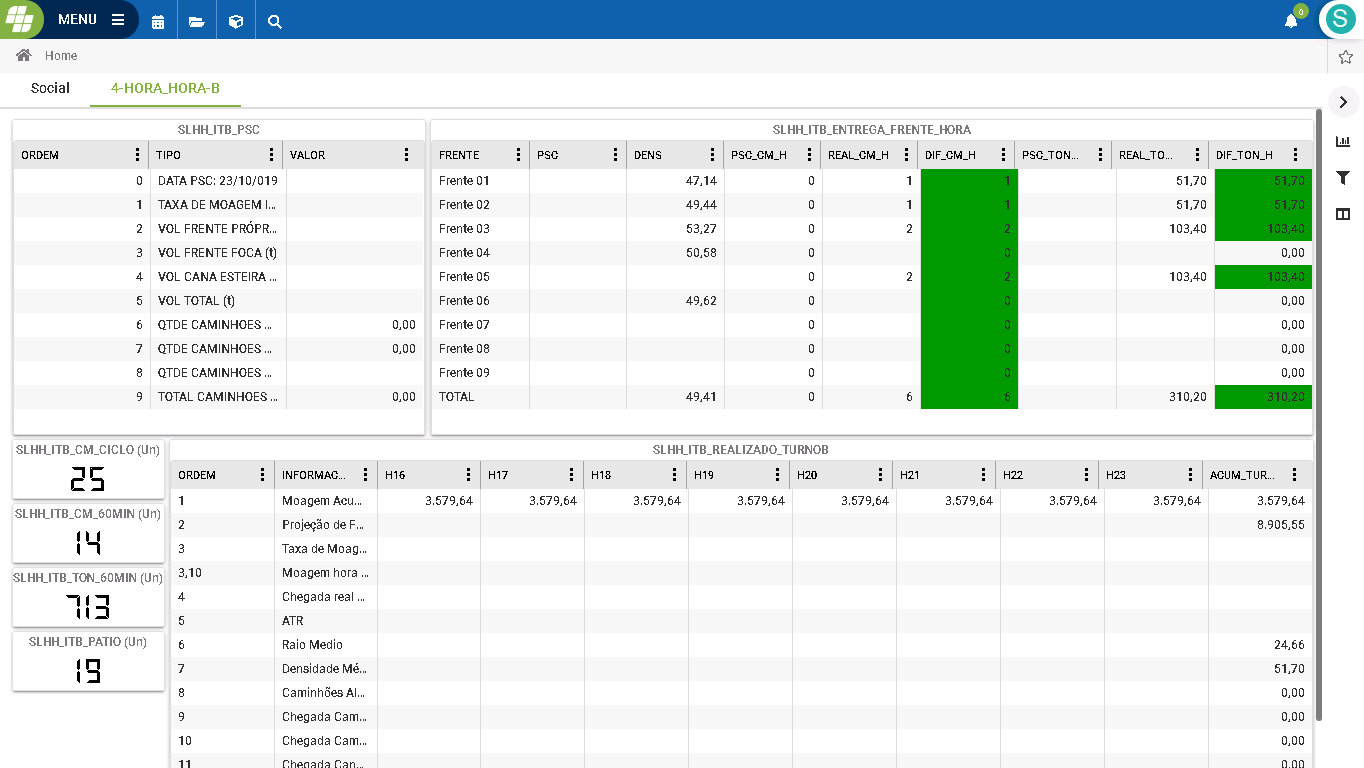 MENU
0
S
Home
Social
4-HORA_HORA-B
SLHH_ITB_PSC
ORDEM TIPO VALOR
0 DATA PSC: 23/10/019
1 TAXA DE MOAGEM I...
2 VOL FRENTE PRÓPR...
3 VOL FRENTE FOCA (t)
4 VOL CANA ESTEIRA ...
5 VOL TOTAL (t)
6 QTDE CAMINHOES ... 0,00
7 QTDE CAMINHOES ... 0,00
8 QTDE CAMINHOES ...
9 TOTAL CAMINHOES ... 0,00
SLHH_ITB_ENTREGA_FRENTE_HORA
FRENTE PSC DENS PSC_CM_H REAL_CM_H DIF_CM_H PSC_TON... REAL_TO... DIF_TON_H
Frente 01 47,14 0 1 1 51,70 51,70
Frente 02 49,44 0 1 1 51,70 51,70
Frente 03 53,27 0 2 2 103,40 103,40
Frente 04 50,58 0 0 0,00
Frente 05 0 2 2 103,40 103,40
Frente 06 49,62 0 0 0,00
Frente 07 0 0 0,00
Frente 08 0 0 0,00
Frente 09 0 0 0,00
TOTAL 49,41 0 6 6 310,20 310,20
SLHH_ITB_CM_CICLO (Un)
25
SLHH_ITB_CM_60MIN (Un)
14
SLHH_ITB_TON_60MIN (Un)
713
SLHH_ITB_PATIO (Un)
19
SLHH_ITB_REALIZADO_TURNOB
ORDEM INFORMAC... H16 H17 H18 H19 H20 H21 H22 H23 ACUM_TUR...
1 Moagem Acu... 3.579,64 3.579,64 3.579,64 3.579,64 3.579,64 3.579,64 3.579,64 3.579,64 3.579,64
2 Projeção de F... 8.905,55
3 Taxa de Moag...
3,10 Moagem hora ...
4 Chegada real ...
5 ATR
6 Raio Medio 24,66
7 Densidade Mé... 51,70
8 Caminhões Al... 0,00
9 Chegada Cam... 0,00
10 Chegada Cam... 0,00
11 Chegada Can... 0,00